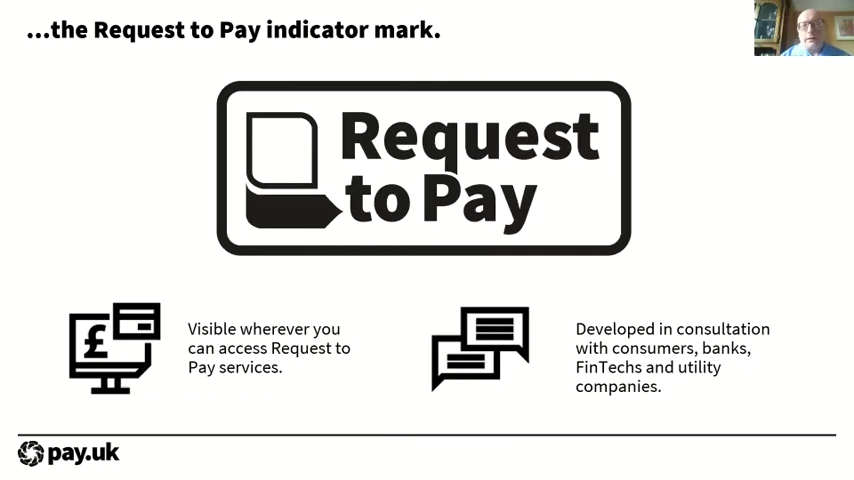 ...the Request to Pay indicator mark.
Request
to Pay
£
Visible wherever you
can access Request to
Pay services.
Developed in consultation
with consumers, banks,
FinTechs and utility
companies.
pay.uk